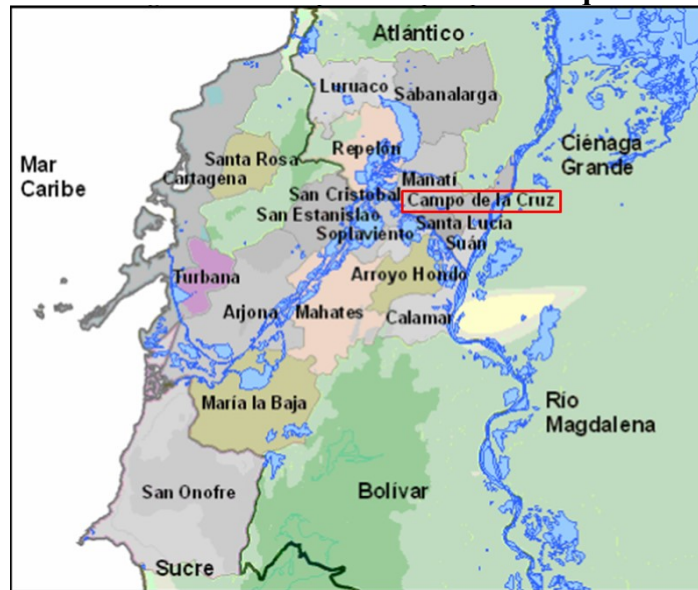 Atlántico
Luruaco
Sabanalarga
Ciénaga
Grande
Repelón
Mar
Caribe
Santa Rosa
Cartagena
Manatí
San Cristobal
Campo de la Cruz
San Estanislao
Santa Lucía
Soplaviento
Suán
Turbana
Arroyo Hondo
Arjona
Mahates
Calamar
María la Baja
Río
Magdalena
San Onofre
Bolívar
Sucre